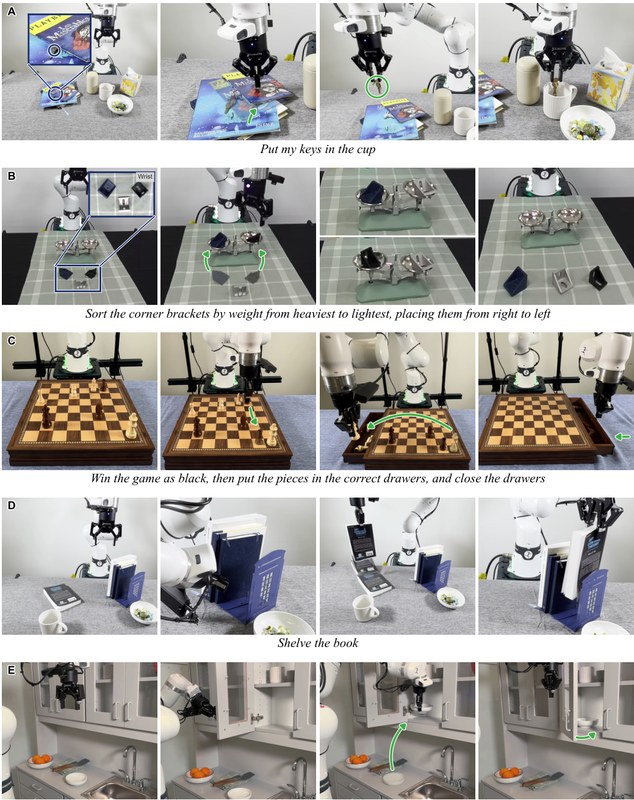 A
PLAYB
Put my keys in the cup
B
Wrist
Sort the corner brackets by weight from heaviest to lightest, placing them from right to left
C
Win the game as black, then put the pieces in the correct drawers, and close the drawers
D
Shelve the book
E